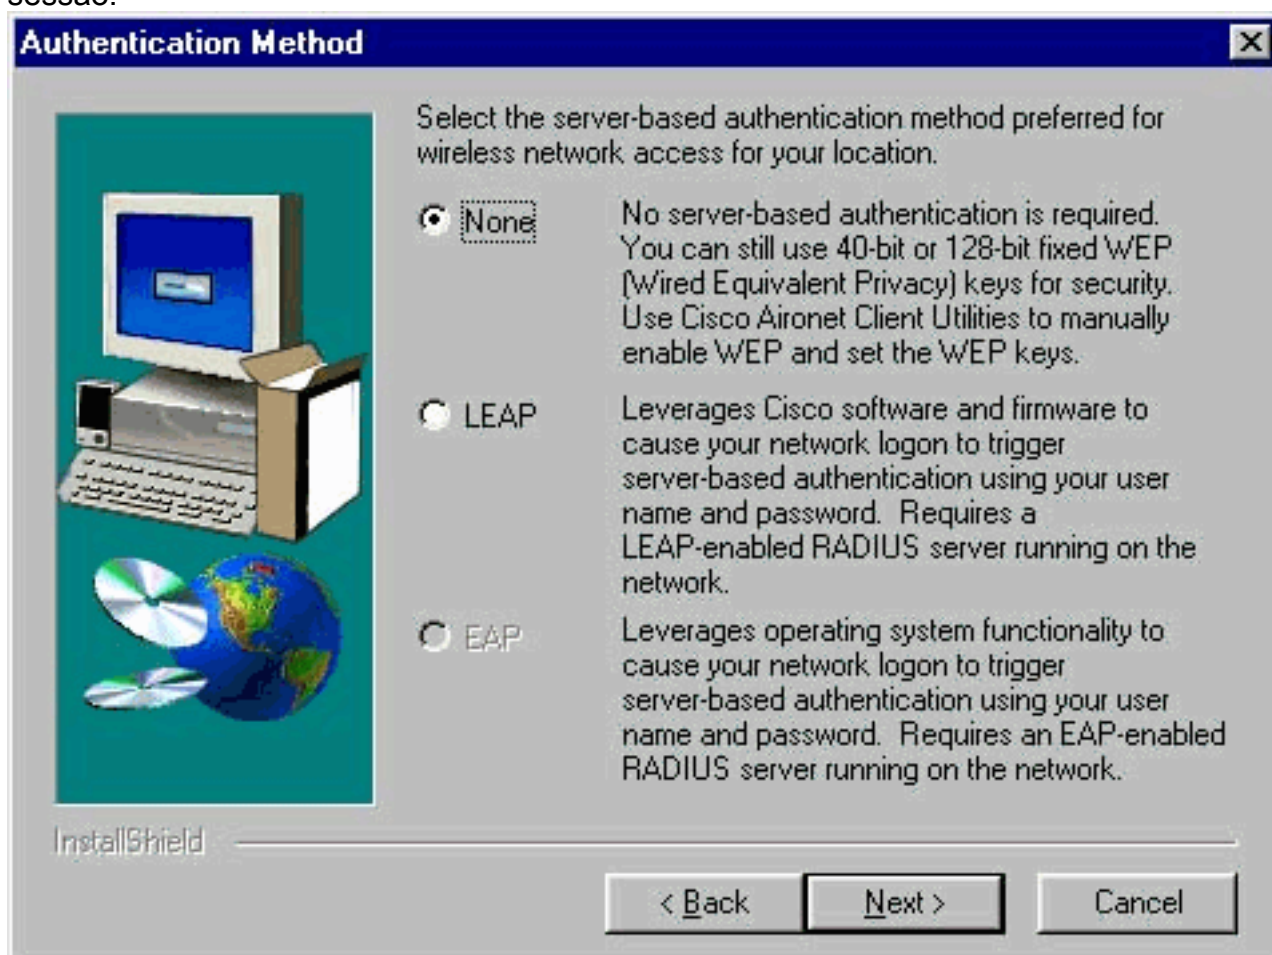 sessão.
Authentication Method
Select the server-based authentication method preferred for
wireless network access for your location.
None
No server-based authentication is required.
You can still use 40-bit or 128-bit fixed WEP
(Wired Equivalent Privacy) keys for security.
Use Cisco Aironet Client Utilities to manually
enable WEP and set the WEP keys.
LEAP
Leverages Cisco software and firmware to
cause your network logon to trigger
server-based authentication using your user
name and password. Requires a
LEAP-enabled RADIUS server running on the
network.
EAP
Leverages operating system functionality to
cause your network logon to trigger
server-based authentication using your user
name and password. Requires an EAP-enabled
RADIUS server running on the network.
InstallShield
< Back
Next >
Cancel